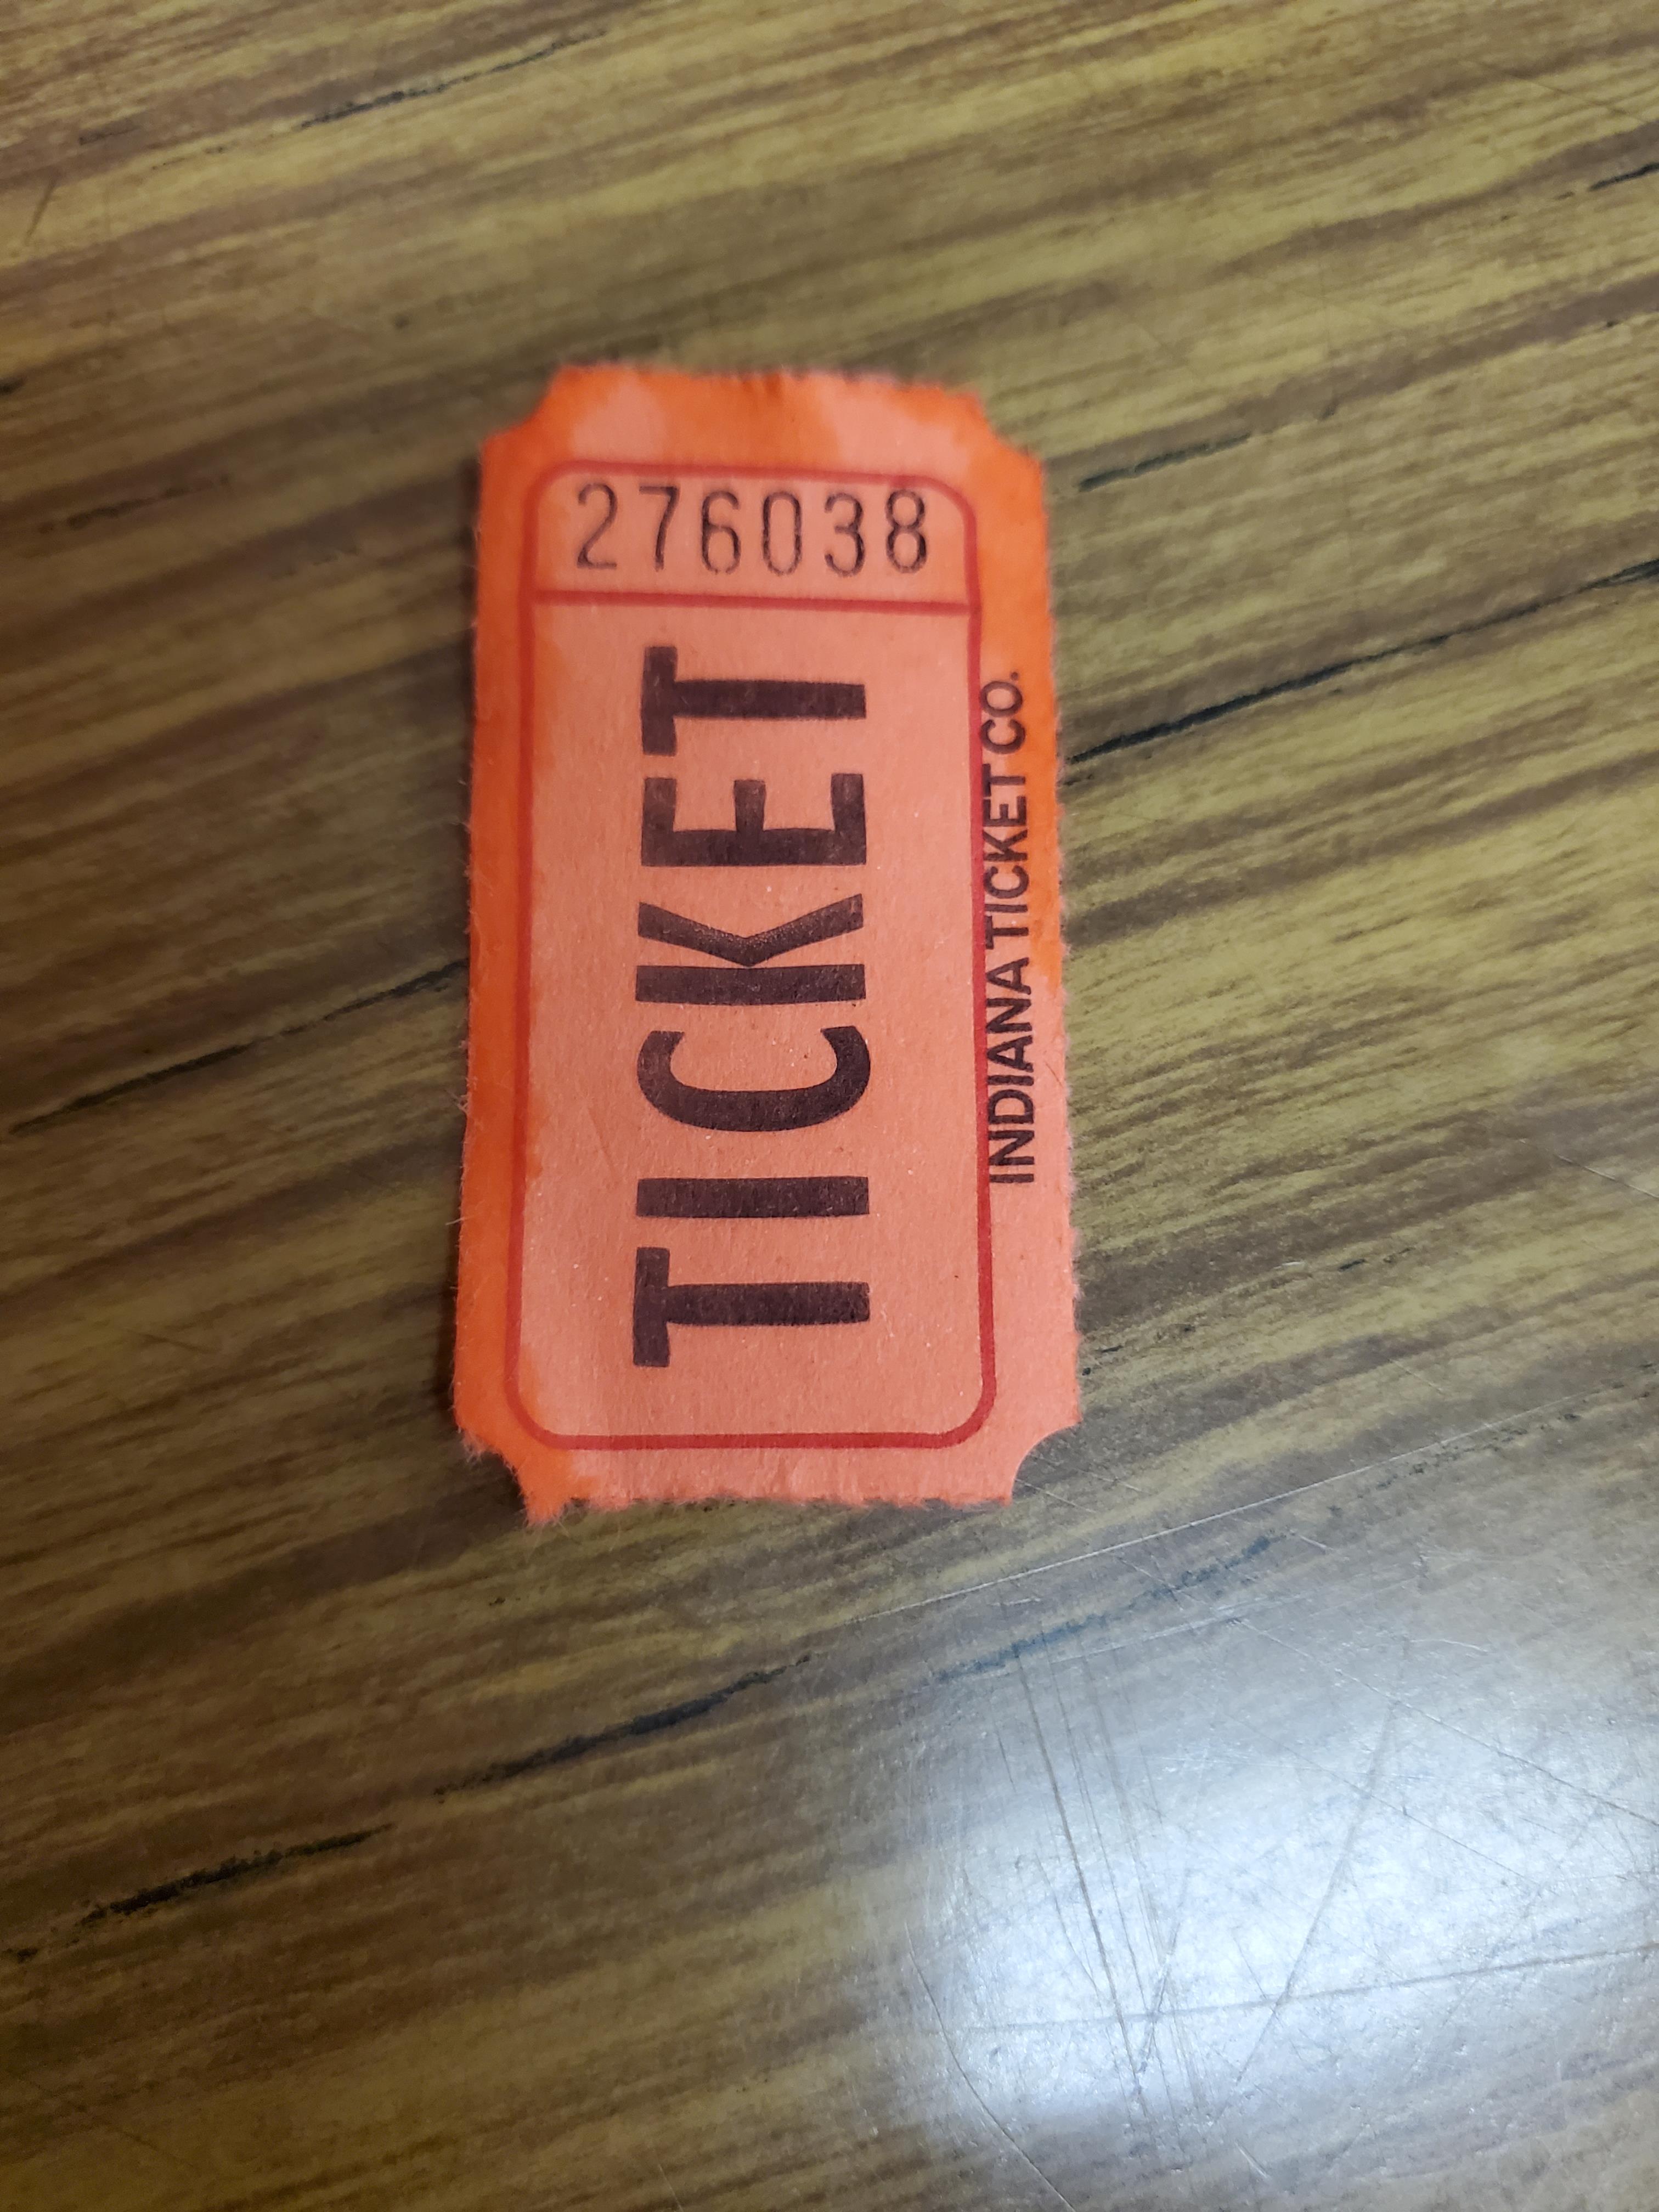 276038
TICKET
INDIANA TICKET CO.